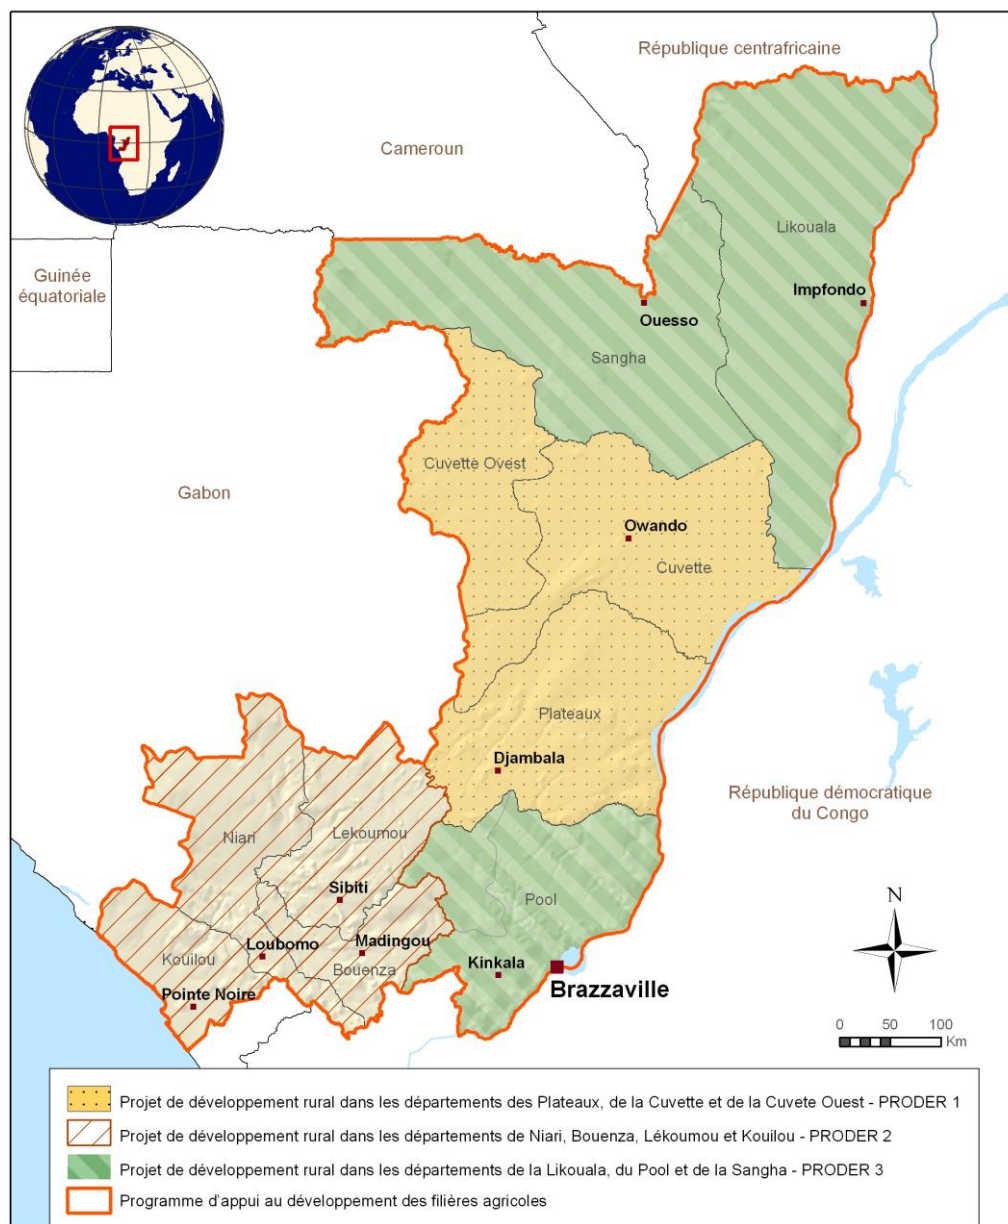 République centrafricaine
Cameroun
Likouala
Guinée
équatoriale
Impfondo
Ouesso
Sangha
Cuvette Ovest
Gabon
Owando
Cuvette
Plateaux
Djambala
République démocratique
du Congo
Niari
Lekoumou
Sibiti
Pool
N
Madingou
Loubomo
Kouilou
Bouenza
Kinkala
Brazzaville
Pointe Noire
0 50 100
Km
Projet de développement rural dans les départements des Plateaux, de la Cuvette et de la Cuvete Ouest - PRODER 1
Projet de développement rural dans les départements de Niari, Bouenza, Lékoumou et Kouilou - PRODER 2
Projet de développement rural dans les départements de la Likouala, du Pool et de la Sangha - PRODER 3
Programme d'appui au développement des filières agricoles